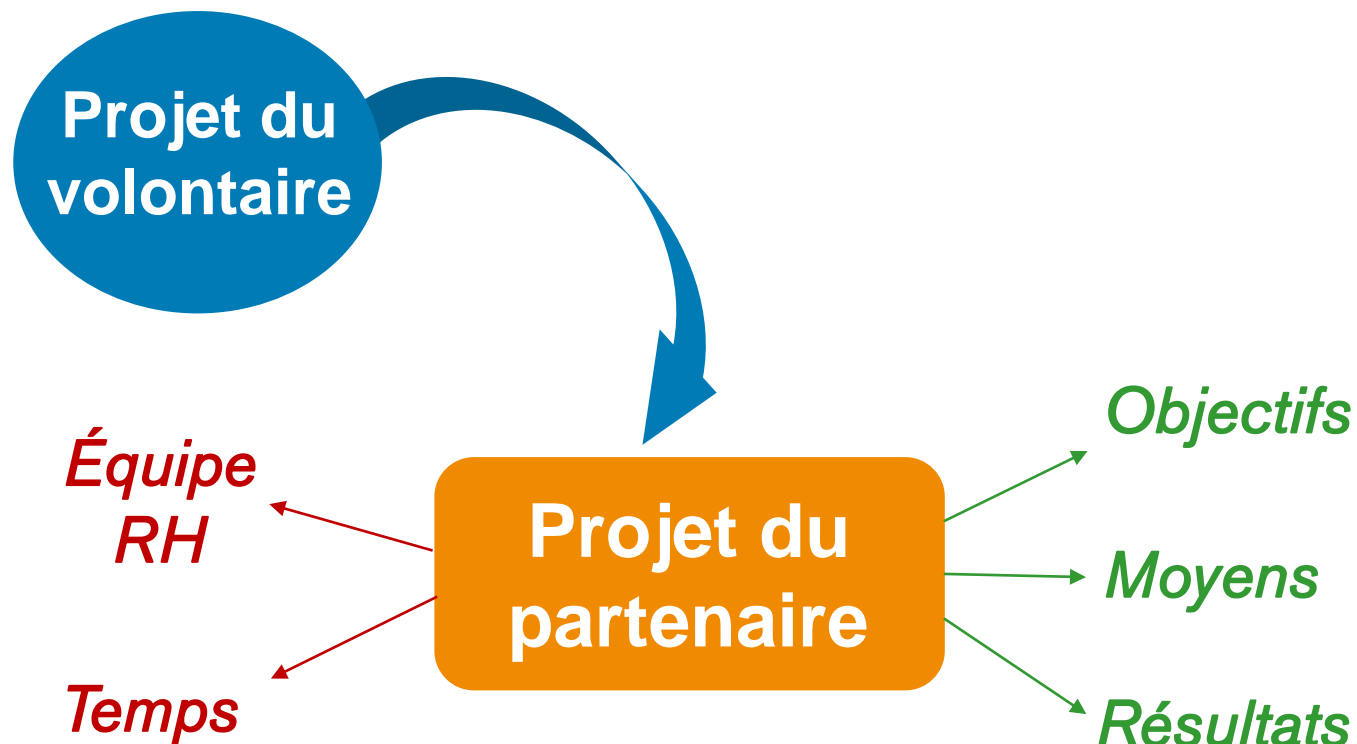 Projet du
volontaire
Équipe
RH
Temps
Projet du
partenaire
Objectifs
Moyens
Résultats